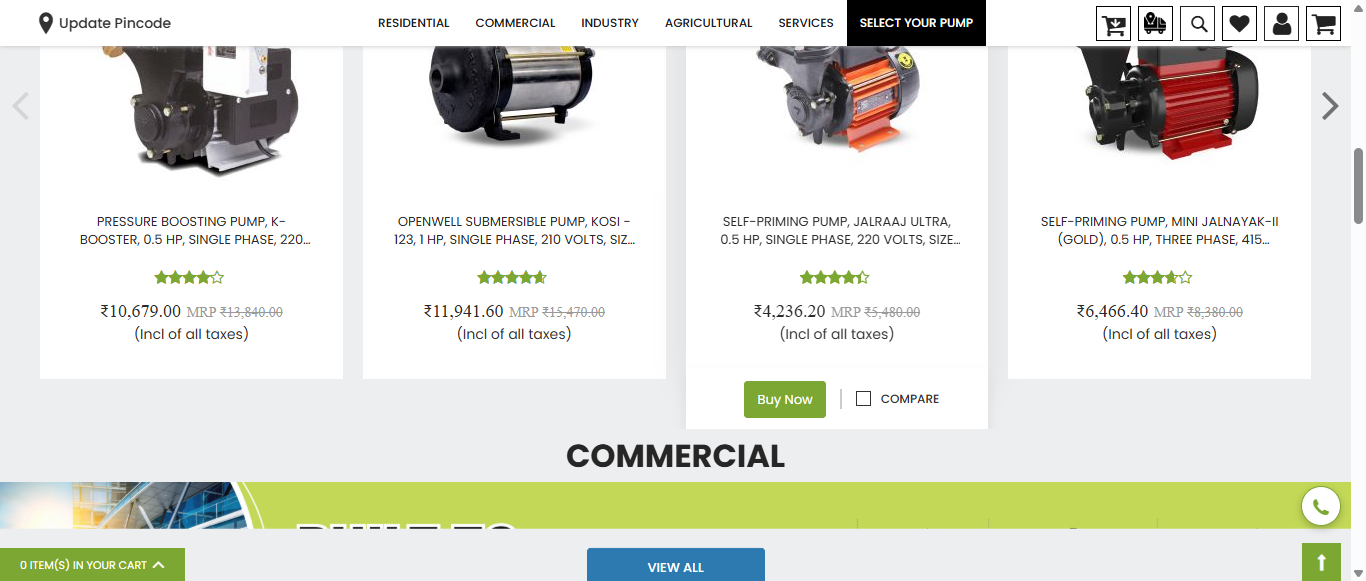 Update Pincode
RESIDENTIAL
COMMERCIAL
INDUSTRY
AGRICULTURAL
SERVICES
SELECT YOUR PUMP
PRESSURE BOOSTING PUMP, K-
BOOSTER, 0.5 HP, SINGLE PHASE, 220...
₹10,679.00 MRP ₹13,840.00
(Incl of all taxes)
OPENWELL SUBMERSIBLE PUMP, KOSI -
123, 1 HP, SINGLE PHASE, 210 VOLTS, SIZ...
₹11,941.60 MRP ₹15,470.00
(Incl of all taxes)
SELF-PRIMING PUMP, JALRAAJ ULTRA,
0.5 HP, SINGLE PHASE, 220 VOLTS, SIZE...
₹4,236.20 MRP ₹5,480.00
(Incl of all taxes)
Buy Now
COMPARE
SELF-PRIMING PUMP, MINI JALNAYAK-II
(GOLD), 0.5 HP, THREE PHASE, 415...
₹6,466.40 MRP ₹8,380.00
(Incl of all taxes)
COMMERCIAL
0 ITEM(S) IN YOUR CART
VIEW ALL